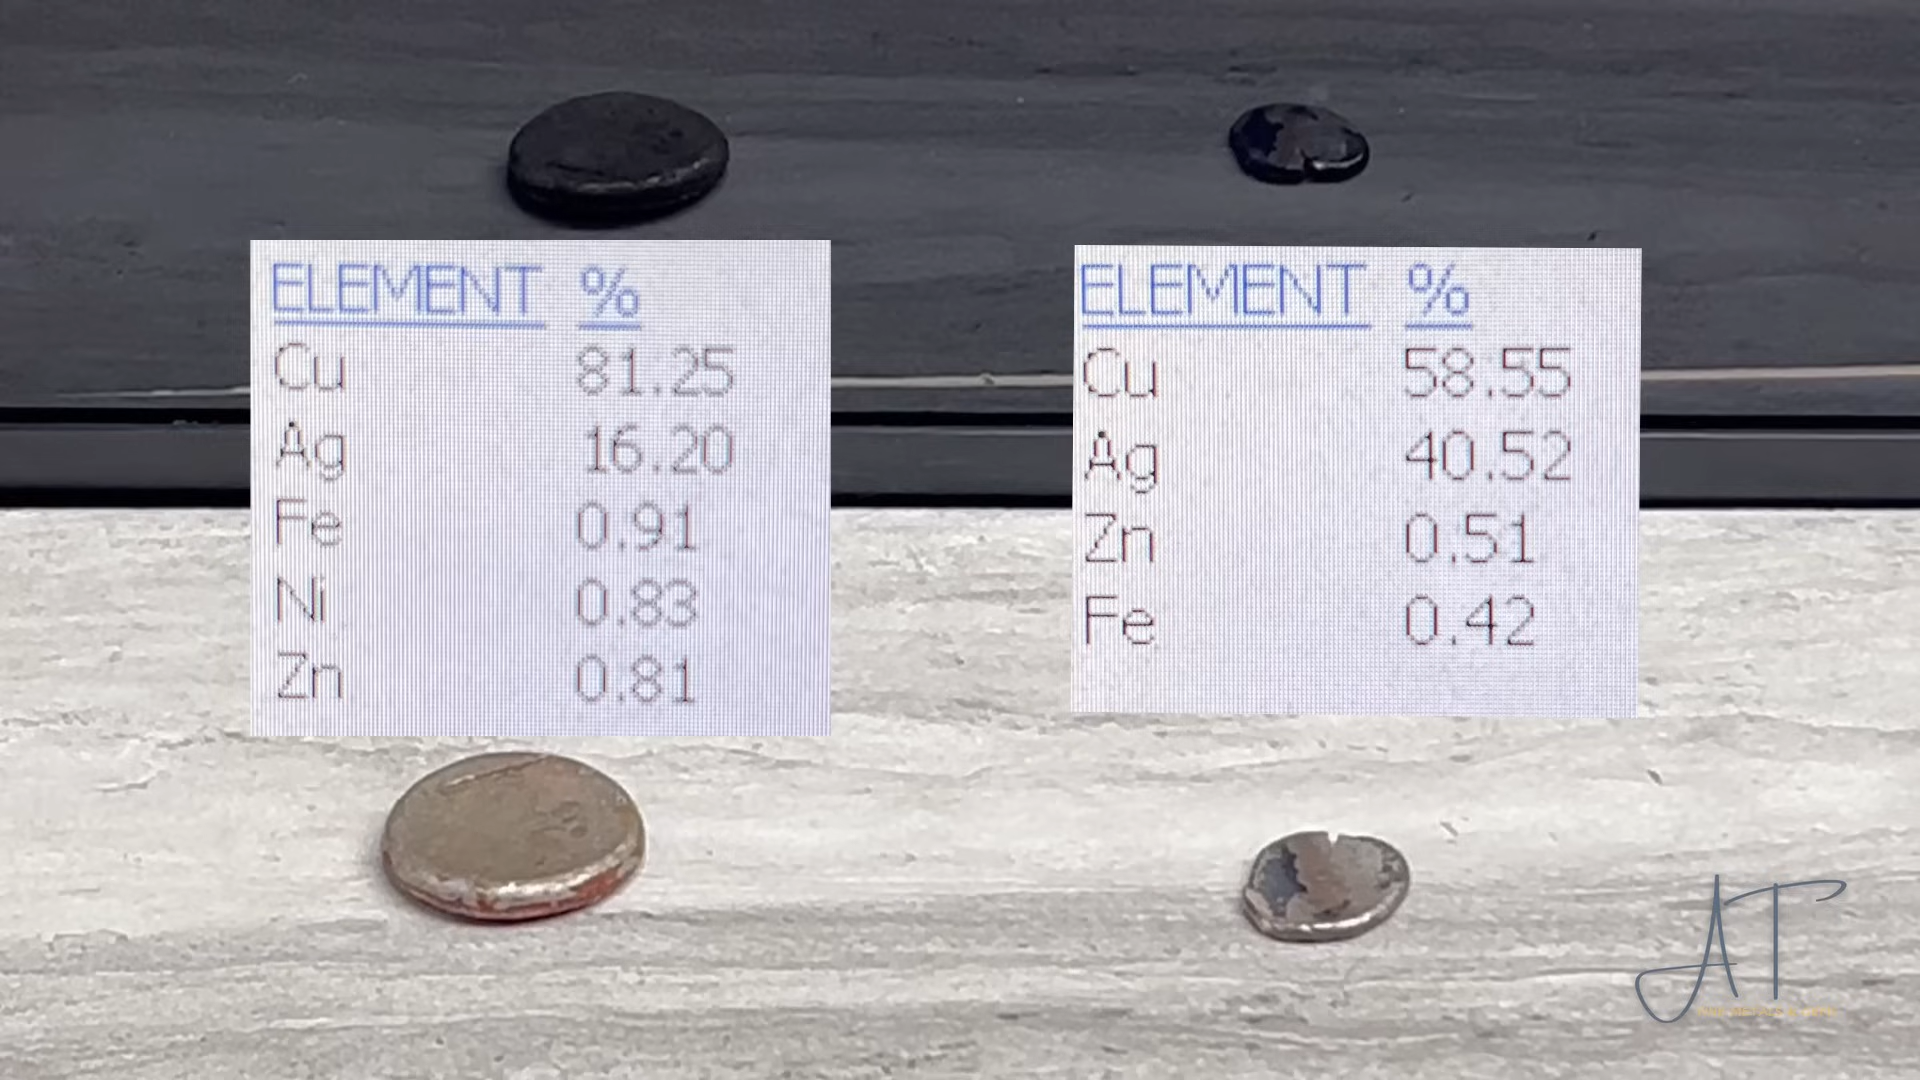 ELEMENT %
Cu 81.25
Ag 16.20
Fe 0.91
Ni 0.83
Zn 0.81
ELEMENT %
Cu 58.55
Ag 40.52
Zn 0.51
Fe 0.42
AT